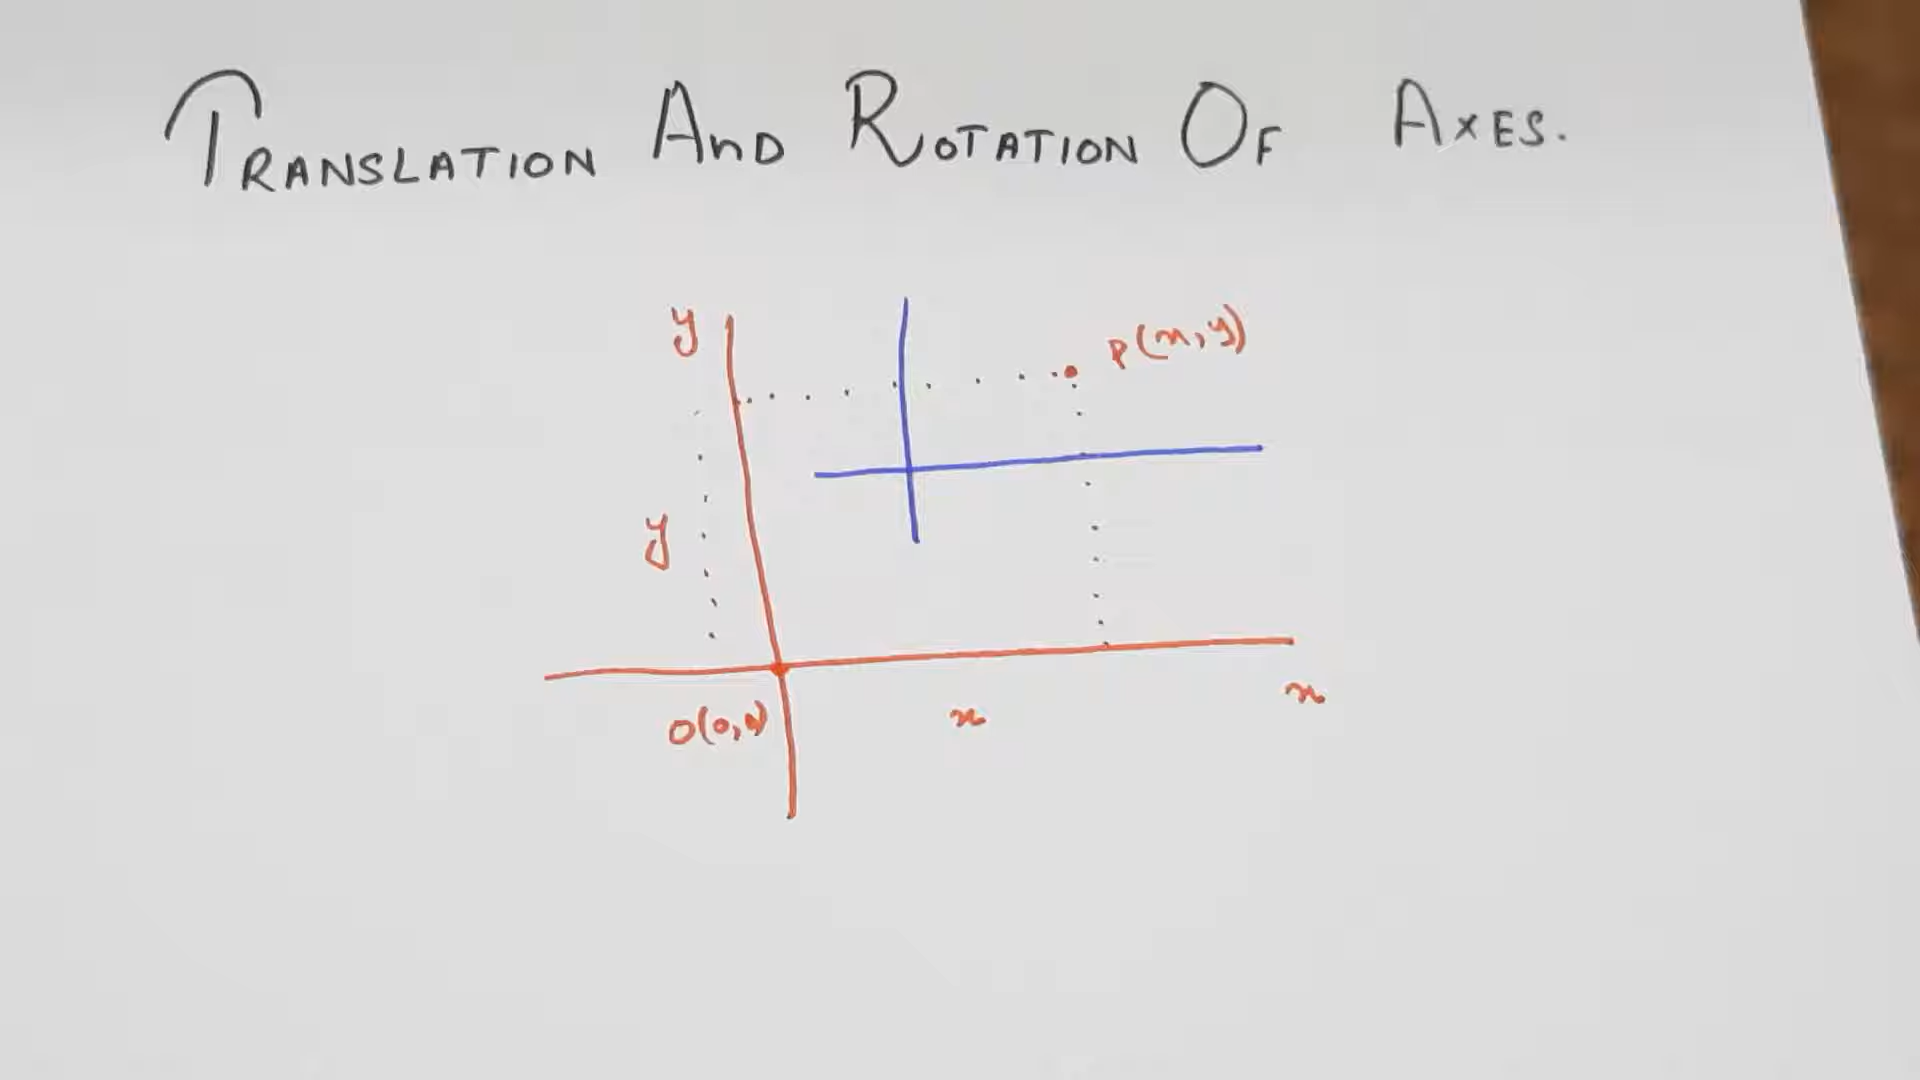 TRANSLATION AND ROTATION OF AXES.
y
P(x,y)
y
x
O(0,0)
x